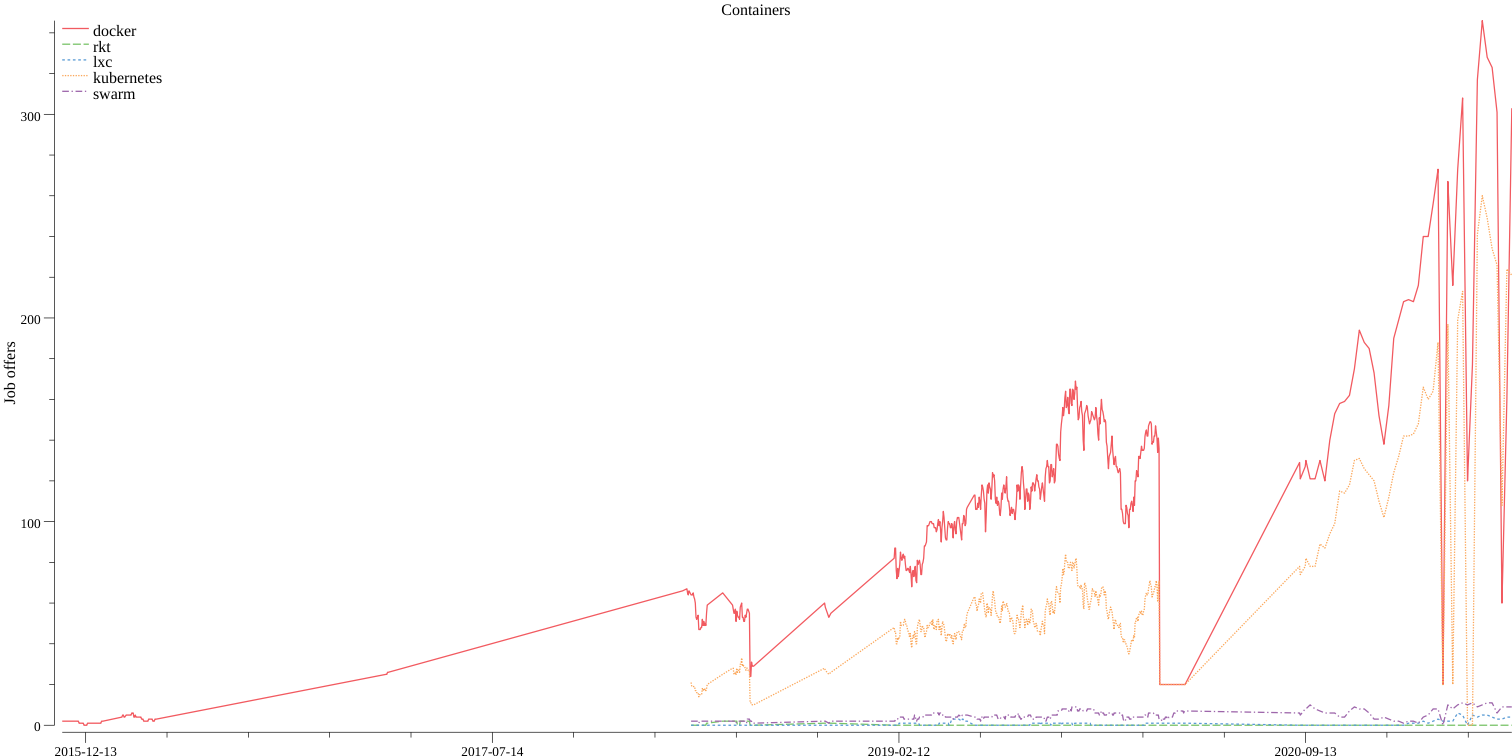 Containers
docker
rkt
lxc
kubernetes
swarm
300
200
100
0
Job offers
2015-12-13
2017-07-14
2019-02-12
2020-09-13